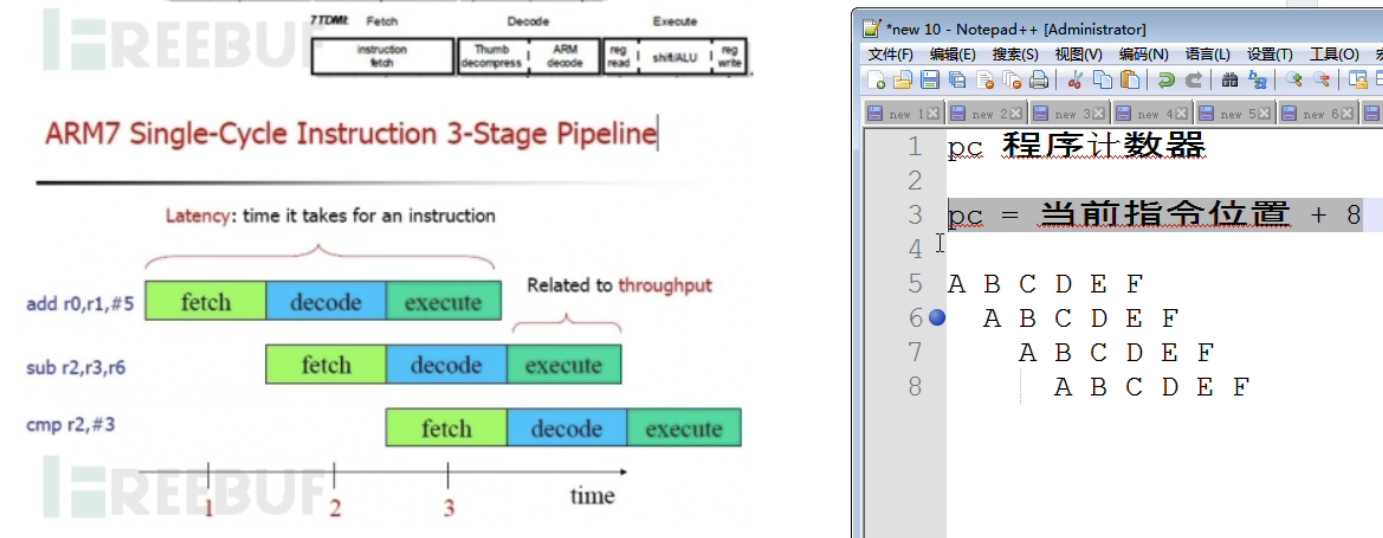 7TDMI: Fetch Decode Execute
instruction fetch Thumb decompress ARM decode reg read shift/ALU reg write
FREEBUF
ARM7 Single-Cycle Instruction 3-Stage Pipeline
Latency: time it takes for an instruction
Related to throughput
add r0,r1,#5 fetch decode execute
sub r2,r3,r6 fetch decode execute
cmp r2,#3 fetch decode execute
1 2 3 time
FREEBUF
*new 10 - Notepad++ [Administrator]
文件(F) 编辑(E) 搜索(S) 视图(V) 编码(N) 语言(L) 设置(T) 工具(O)
new 1 new 2 new 3 new 4 new 5 new 6
1 pc 程序计数器
2
3 pc = 当前指令位置 + 8
4
5 A B C D E F
6 A B C D E F
7 A B C D E F
8 A B C D E F